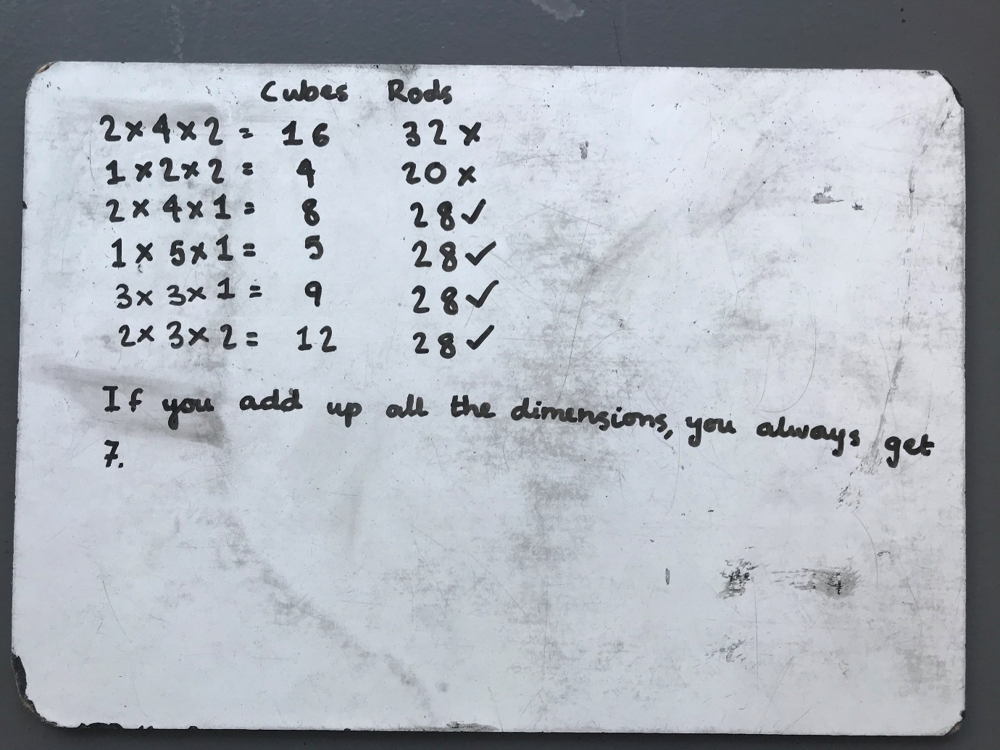 Cubes Rods
2 x 4 x 2 = 16 32 x
1 x 2 x 2 = 4 20 x
2 x 4 x 1 = 8 28 ✓
1 x 5 x 1 = 5 28 ✓
3 x 3 x 1 = 9 28 ✓
2 x 3 x 2 = 12 28 ✓
If you add up all the dimensions, you always get
7.